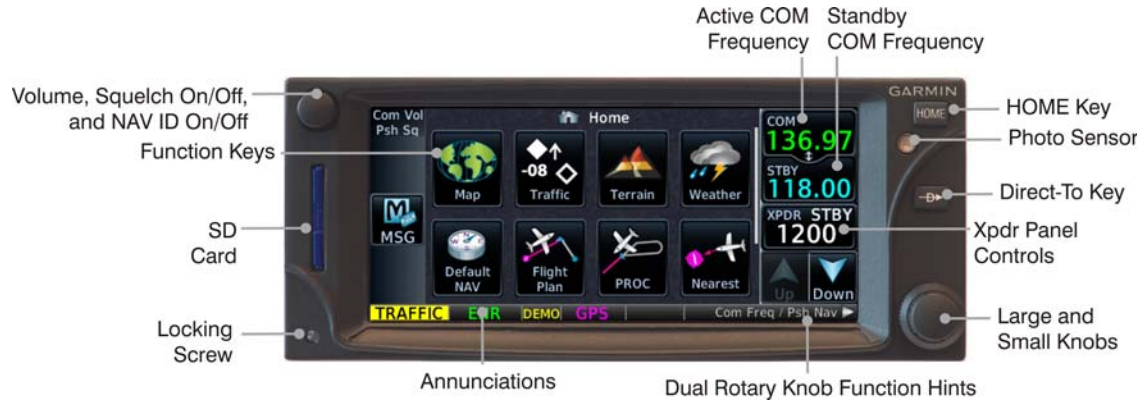 Active COM
Frequency
Standby
COM Frequency
Volume, Squelch On/Off,
and NAV ID On/Off
Function Keys
SD
Card
Locking
Screw
GARMIN
HOME
HOME Key
Photo Sensor
Direct-To Key
D
Xpdr Panel
Controls
Large and
Small Knobs
Com Vol
Psh Sq
Home
COM
136.97
STBY
118.00
XPDR STBY
1200
-08
Map
Traffic
Terrain
Weather
MSG
Default
NAV
Flight
Plan
PROC
Nearest
Up
Down
TRAFFIC
DEMO
GPS
Com Freq / Psh Nav
Annunciations
Dual Rotary Knob Function Hints